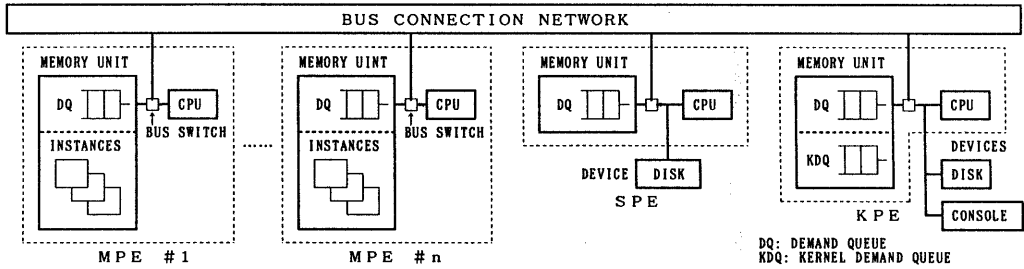 BUS CONNECTION NETWORK
MEMORY UNIT
DQ
CPU
BUS SWITCH
INSTANCES
MPE #1
......
MEMORY UINT
DQ
CPU
BUS SWITCH
INSTANCES
MPE #n
MEMORY UNIT
DQ
CPU
DEVICE
DISK
SPE
MEMORY UNIT
DQ
CPU
KDQ
DEVICES
DISK
CONSOLE
KPE
DQ: DEMAND QUEUE
KDQ: KERNEL DEMAND QUEUE